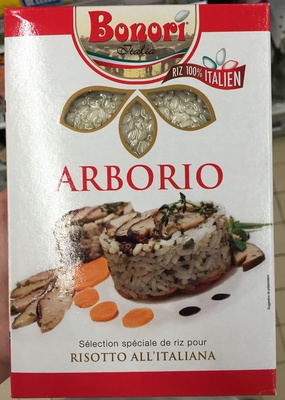 Bonori
Italia
RIZ 100% ITALIEN
ARBORIO
Sélection spéciale de riz pour
RISOTTO ALL'ITALIANA